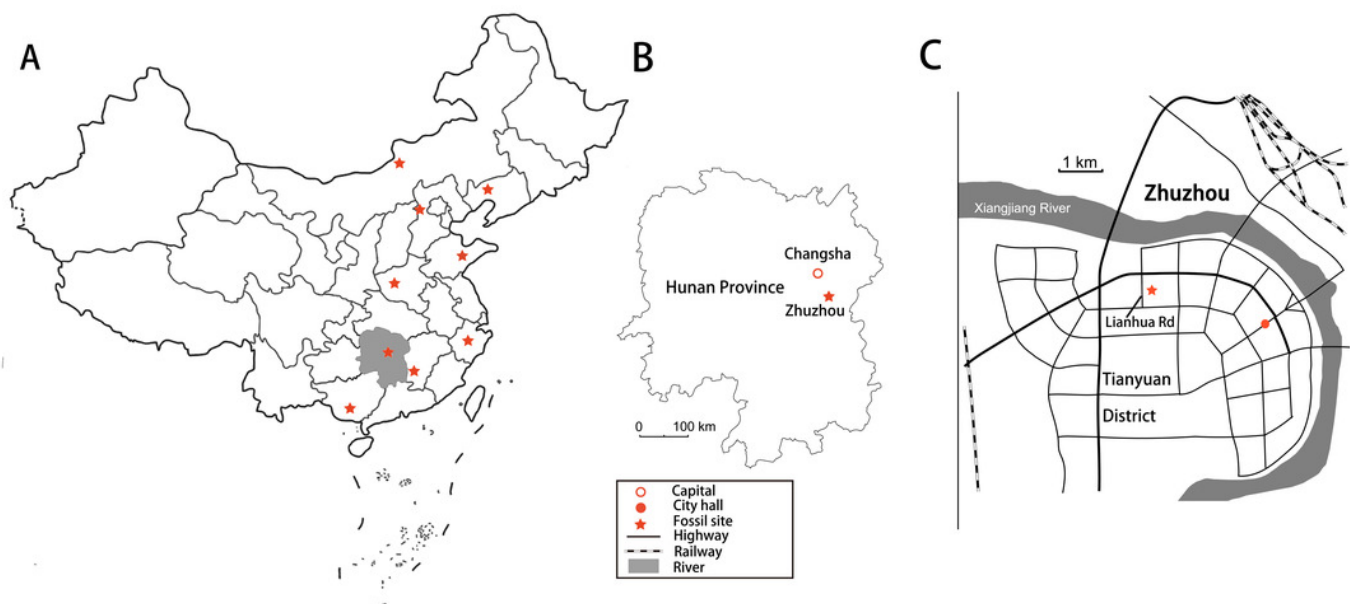 A
B
Changsha
Hunan Province
Zhuzhou
0 100 km
Capital
City hall
Fossil site
Highway
Railway
River
C
1 km
Zhuzhou
Xiangjiang River
Lianhua Rd
Tianyuan
District